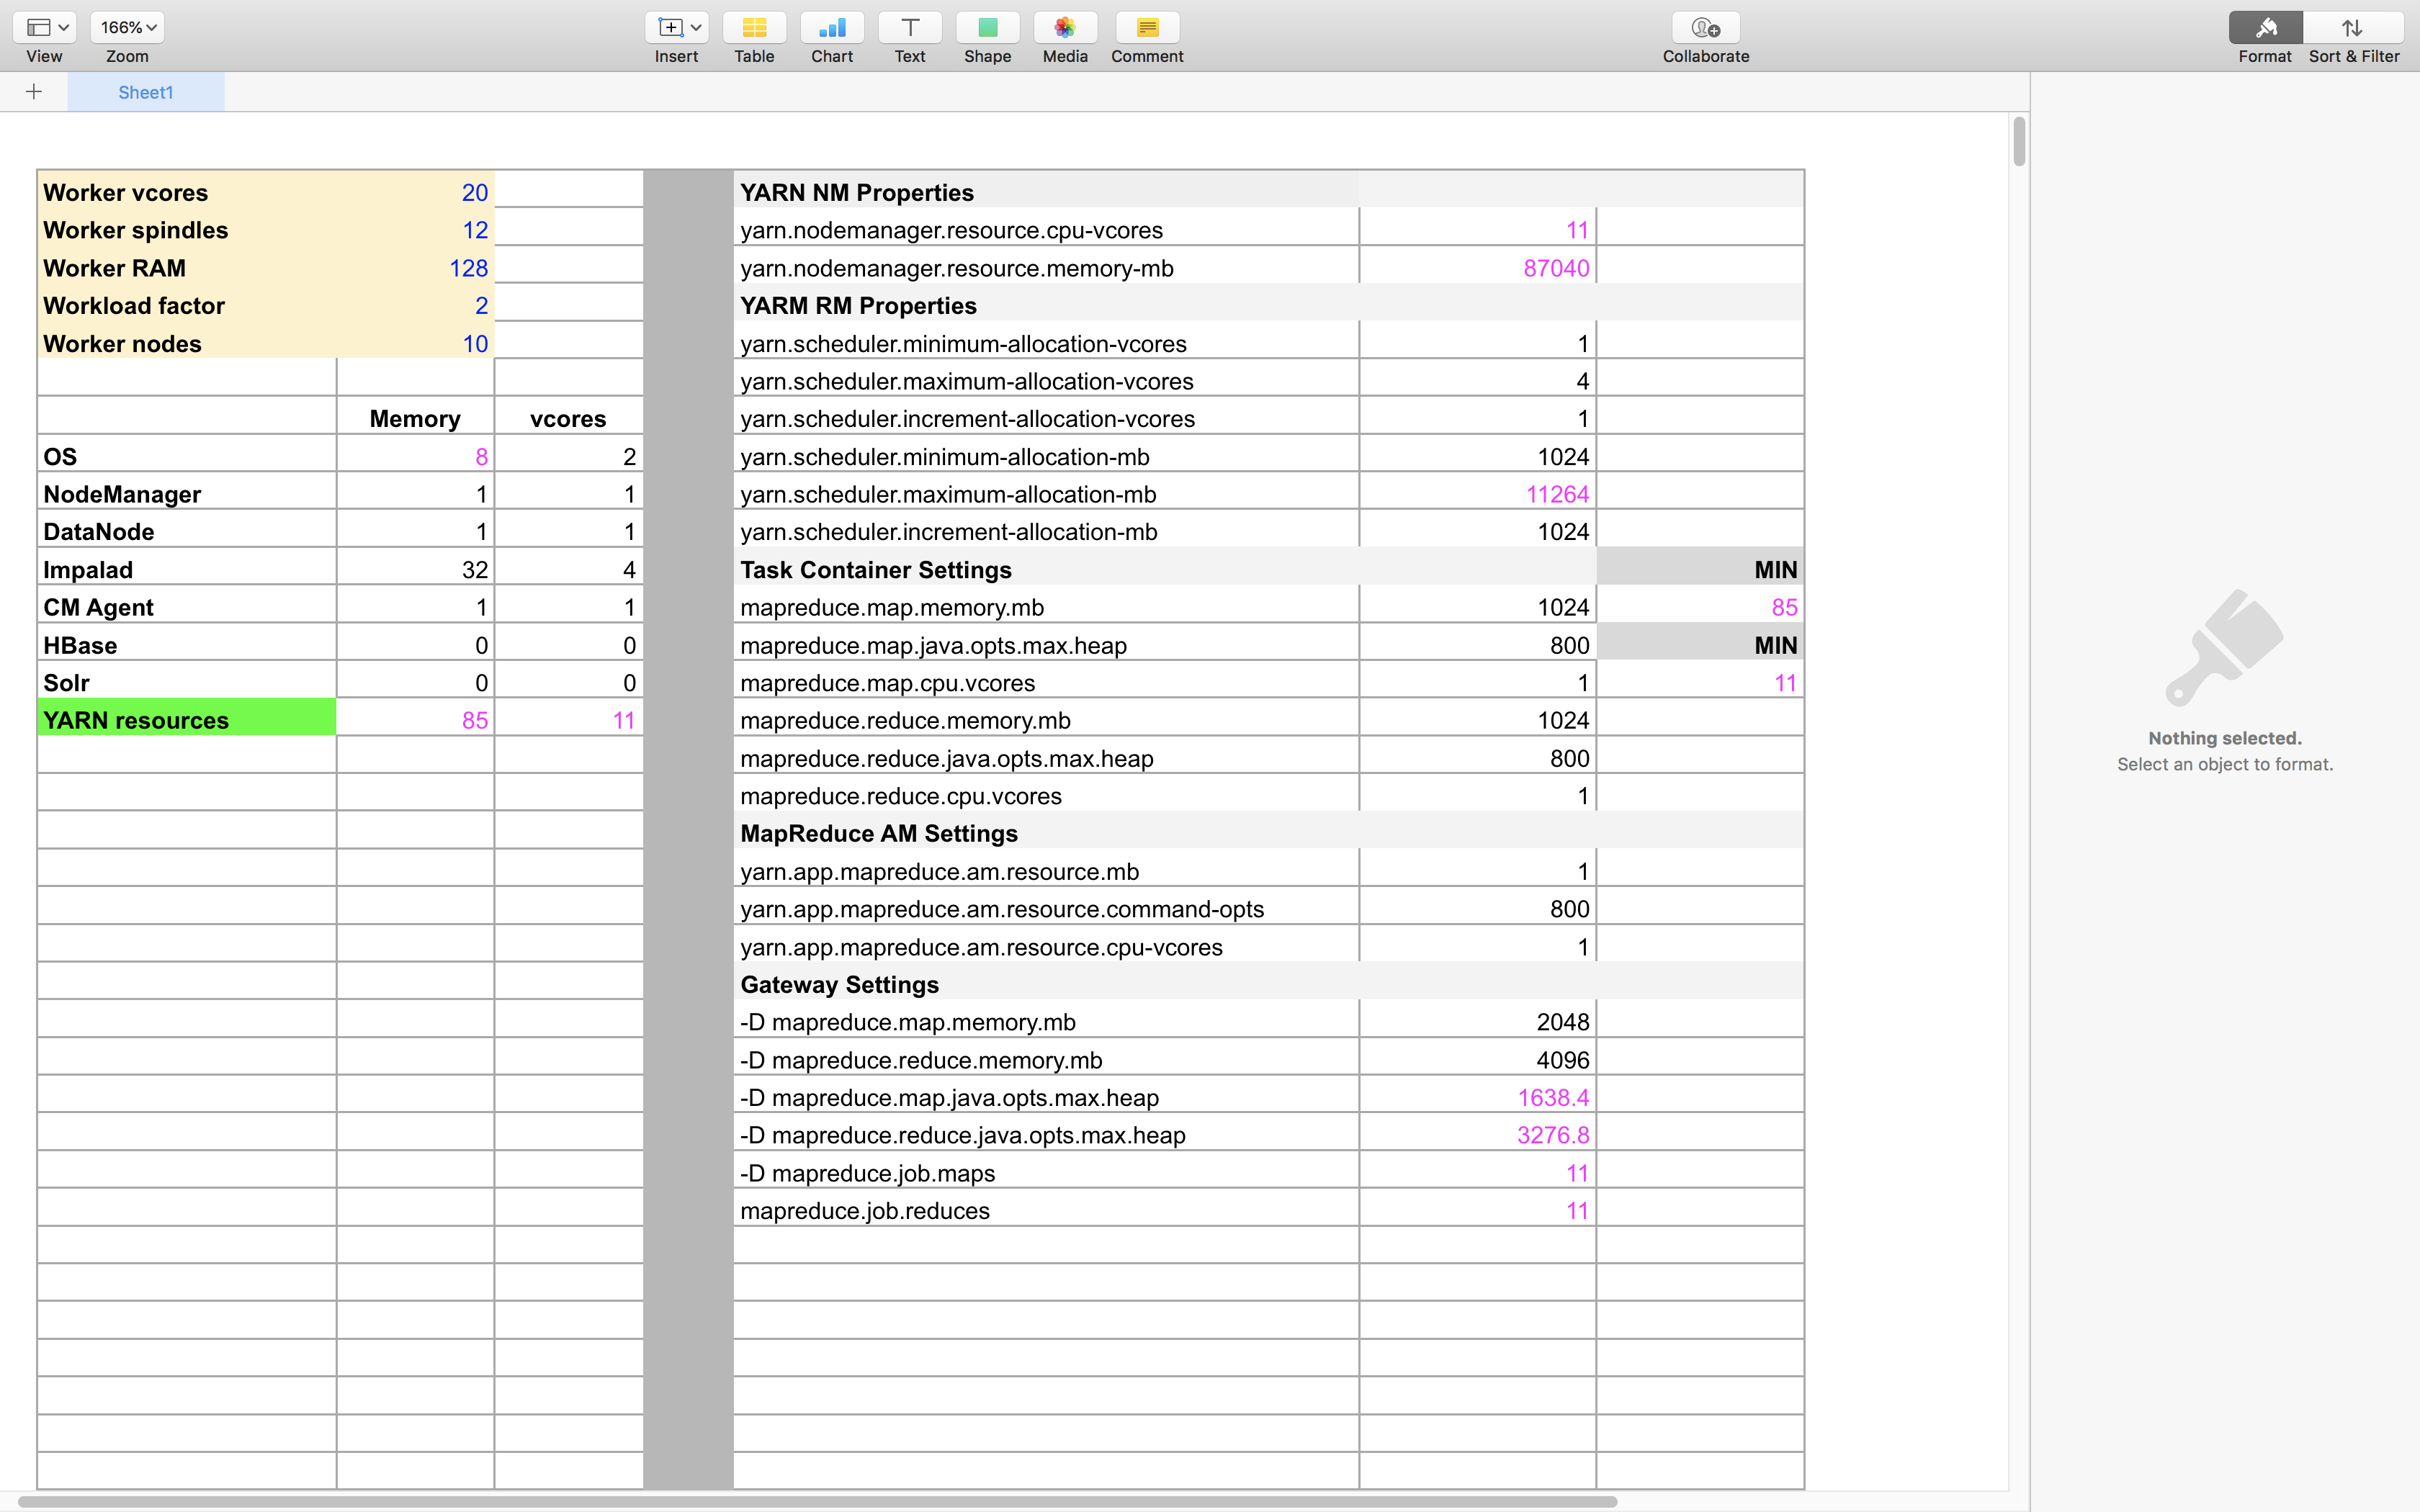 166%
View
Zoom
Insert
Table
Chart
Text
Shape
Media
Comment
Collaborate
Format
Sort & Filter
Sheet1
Worker vcores 20
Worker spindles 12
Worker RAM 128
Workload factor 2
Worker nodes 10
Memory vcores
OS 8 2
NodeManager 1 1
DataNode 1 1
Impalad 32 4
CM Agent 1 1
HBase 0 0
Solr 0 0
YARN resources 85 11
YARN NM Properties
yarn.nodemanager.resource.cpu-vcores 11
yarn.nodemanager.resource.memory-mb 87040
YARM RM Properties
yarn.scheduler.minimum-allocation-vcores 1
yarn.scheduler.maximum-allocation-vcores 4
yarn.scheduler.increment-allocation-vcores 1
yarn.scheduler.minimum-allocation-mb 1024
yarn.scheduler.maximum-allocation-mb 11264
yarn.scheduler.increment-allocation-mb 1024
Task Container Settings MIN
mapreduce.map.memory.mb 1024 85
mapreduce.map.java.opts.max.heap 800 MIN
mapreduce.map.cpu.vcores 1 11
mapreduce.reduce.memory.mb 1024
mapreduce.reduce.java.opts.max.heap 800
mapreduce.reduce.cpu.vcores 1
MapReduce AM Settings
yarn.app.mapreduce.am.resource.mb 1
yarn.app.mapreduce.am.resource.command-opts 800
yarn.app.mapreduce.am.resource.cpu-vcores 1
Gateway Settings
-D mapreduce.map.memory.mb 2048
-D mapreduce.reduce.memory.mb 4096
-D mapreduce.map.java.opts.max.heap 1638.4
-D mapreduce.reduce.java.opts.max.heap 3276.8
-D mapreduce.job.maps 11
mapreduce.job.reduces 11
Nothing selected.
Select an object to format.